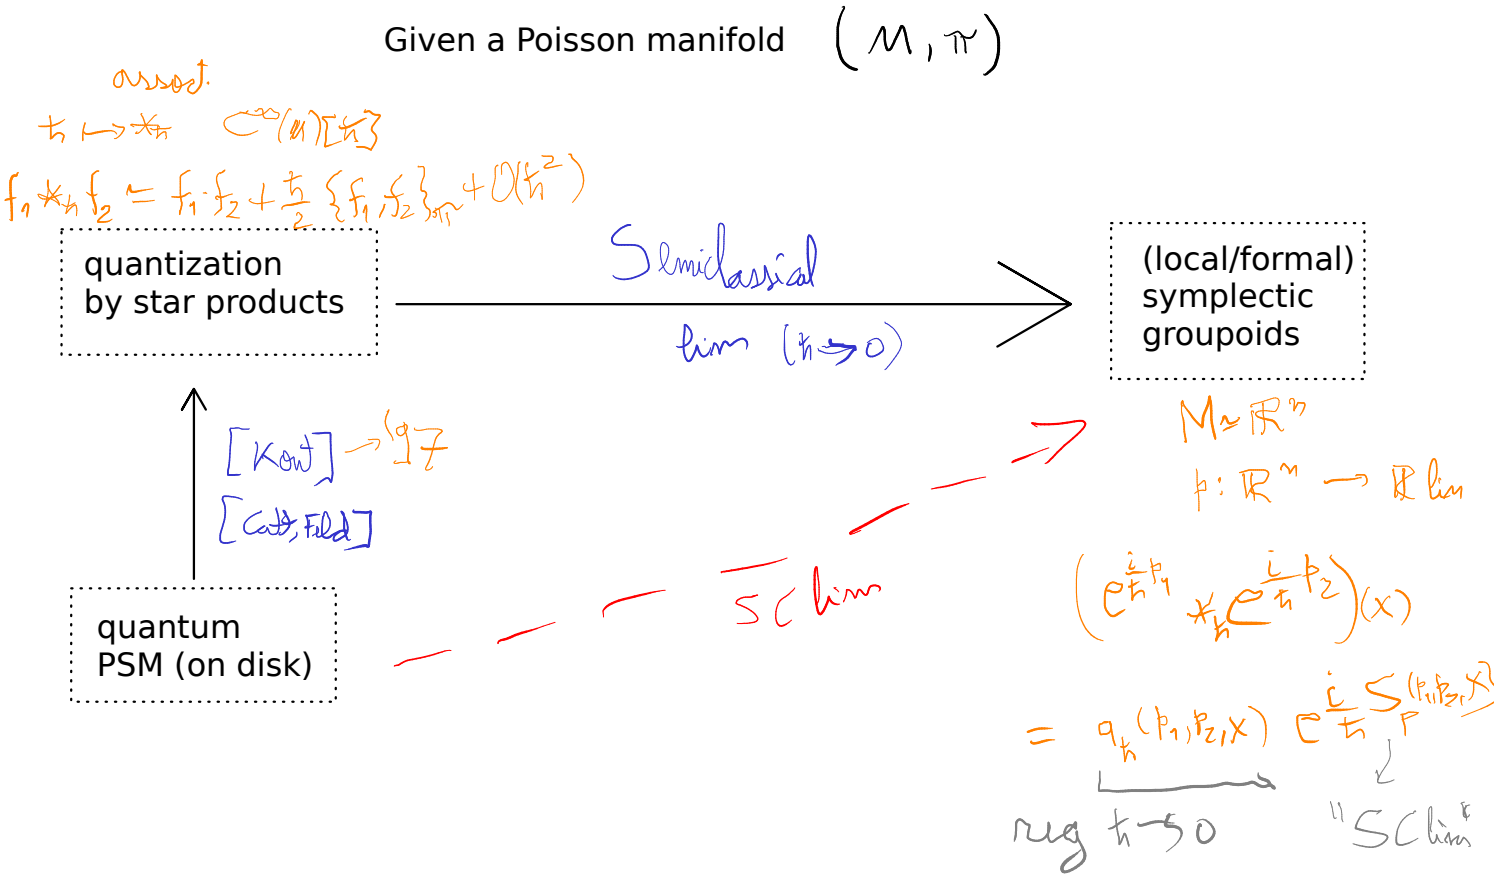 Given a Poisson manifold (M, π)
assoc.
ħ ↦ *ħ C^∞(M)[ħ]
f₁ *ħ f₂ = f₁·f₂ + ħ/2 {f₁, f₂}π + O(ħ²)
quantization
by star products
Semiclassical
lim (ħ→0)
(local/formal)
symplectic
groupoids
[Kont] → '97
[Catt, Feld]
quantum
PSM (on disk)
SC lim
M ≃ ℝⁿ
p : ℝⁿ → ℝ lin
(e^{i/ħ p₁} *ħ e^{i/ħ p₂})(x)
= aħ(p₁, p₂, x) e^{i/ħ S_P(p₁, p₂, x)}
reg ħ→0
"SC lim"